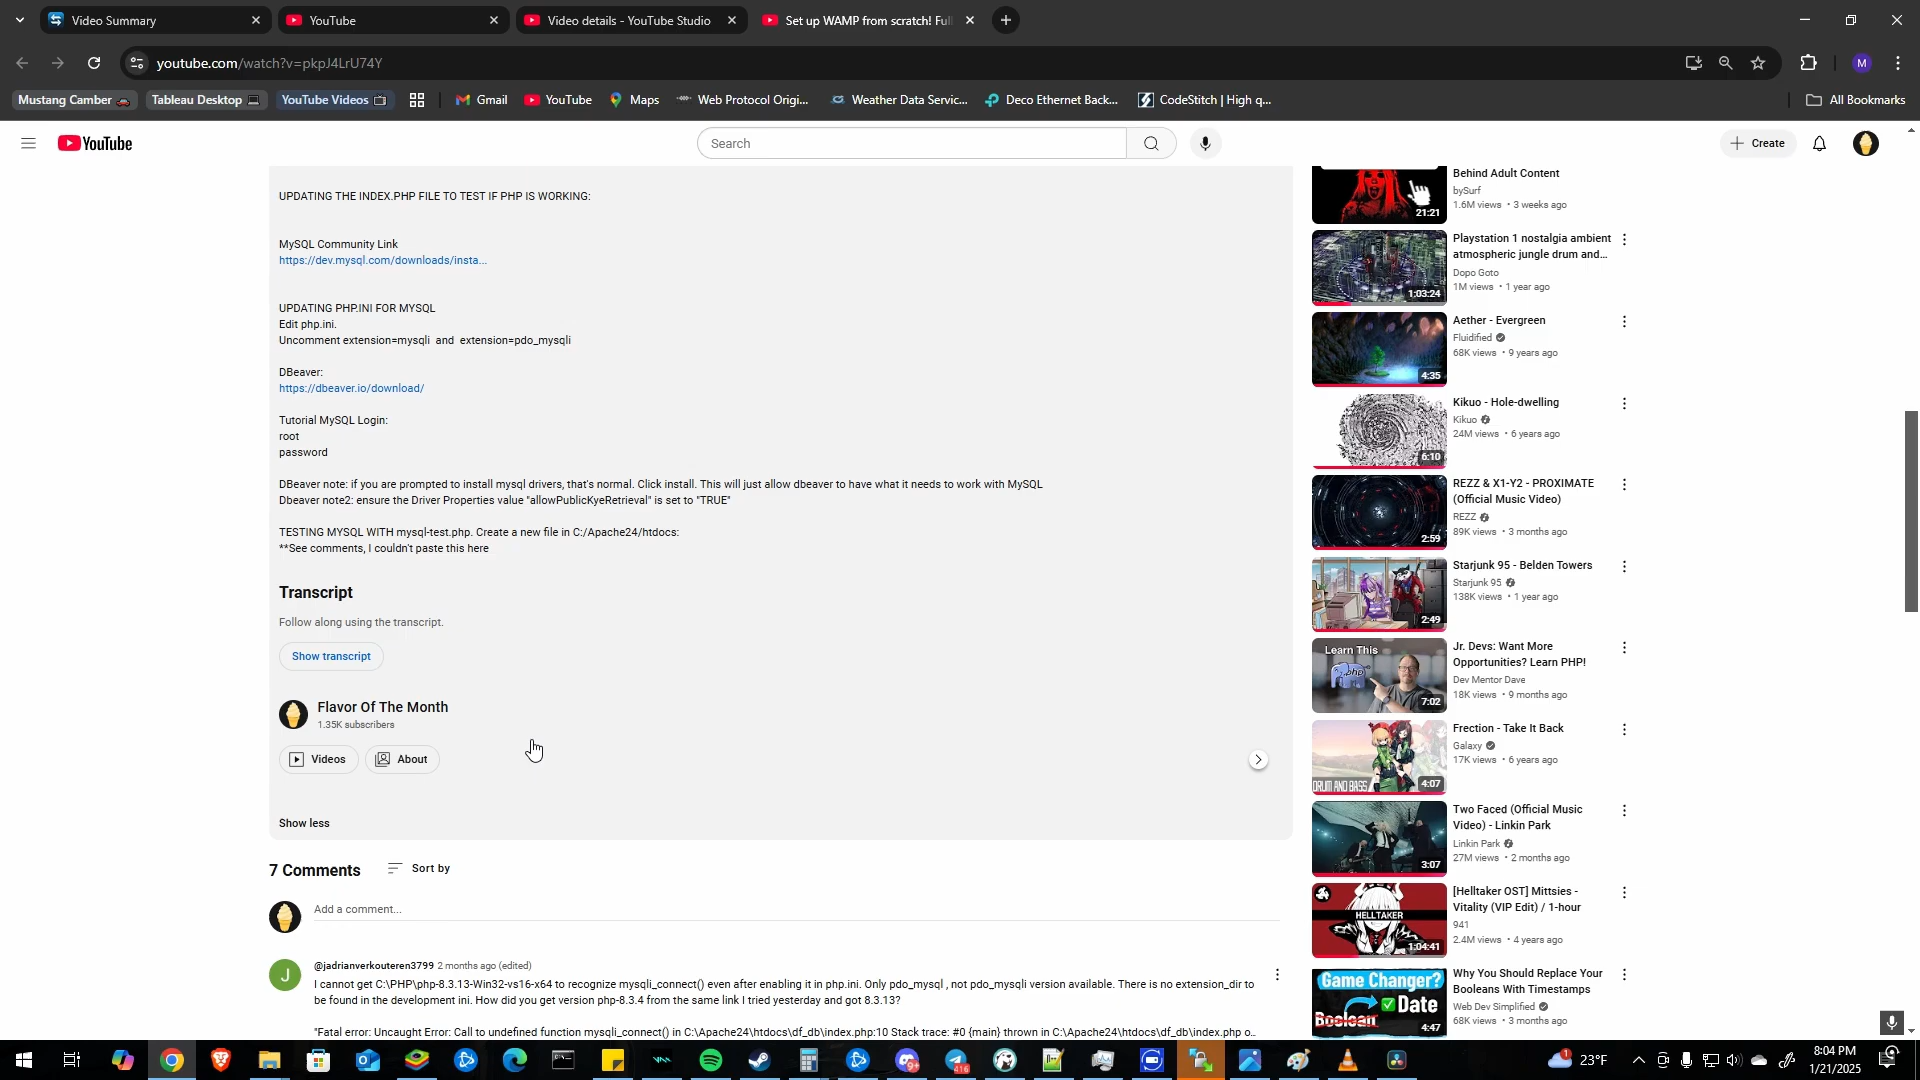 Video Summary
YouTube
Video details - YouTube Studio
Set up WAMP from scratch! Ful
youtube.com/watch?v=pkpJ4LrU74Y
M
Mustang Camber
Tableau Desktop
YouTube Videos
Gmail
YouTube
Maps
Web Protocol Origi...
Weather Data Servic...
Deco Ethernet Back...
CodeStitch | High q...
All Bookmarks
YouTube
Search
Create
UPDATING THE INDEX.PHP FILE TO TEST IF PHP IS WORKING:
MySQL Community Link
https://dev.mysql.com/downloads/insta...
UPDATING PHP.INI FOR MYSQL
Edit php.ini.
Uncomment extension=mysqli and extension=pdo_mysqli
DBeaver:
https://dbeaver.io/download/
Tutorial MySQL Login:
root
password
DBeaver note: if you are prompted to install mysql drivers, that's normal. Click install. This will just allow dbeaver to have what it needs to work with MySQL
Dbeaver note2: ensure the Driver Properties value "allowPublicKyeRetrieval" is set to "TRUE"
TESTING MYSQL WITH mysql-test.php. Create a new file in C:/Apache24/htdocs:
**See comments, I couldn't paste this here
Transcript
Follow along using the transcript.
Show transcript
Flavor Of The Month
1.35K subscribers
Videos
About
Show less
7 Comments
Sort by
Add a comment...
J
@jadrianverkouteren3799 2 months ago (edited)
I cannot get C:\PHP\php-8.3.13-Win32-vs16-x64 to recognize mysqli_connect() even after enabling it in php.ini. Only pdo_mysql , not pdo_mysqli version available. There is no extension_dir to
be found in the development ini. How did you get version php-8.3.4 from the same link I tried yesterday and got 8.3.13?
"Fatal error: Uncaught Error: Call to undefined function mysqli_connect() in C:\Apache24\htdocs\df_db\index.php:10 Stack trace: #0 {main} thrown in C:\Apache24\htdocs\df_db\index.php o...
21:21
Behind Adult Content
bySurf
1.6M views • 3 weeks ago
1:03:24
Playstation 1 nostalgia ambient
atmospheric jungle drum and...
Dopo Goto
1M views • 1 year ago
4:35
Aether - Evergreen
Fluidified
68K views • 9 years ago
6:10
Kikuo - Hole-dwelling
Kikuo
24M views • 6 years ago
2:59
REZZ & X1-Y2 - PROXIMATE
(Official Music Video)
REZZ
89K views • 3 months ago
2:49
Starjunk 95 - Belden Towers
Starjunk 95
138K views • 1 year ago
Learn This
php
7:02
Jr. Devs: Want More
Opportunities? Learn PHP!
Dev Mentor Dave
18K views • 9 months ago
DRUM AND BASS
4:07
Frection - Take It Back
Galaxy
17K views • 6 years ago
3:07
Two Faced (Official Music
Video) - Linkin Park
Linkin Park
27M views • 2 months ago
HELLTAKER
1:04:41
[Helltaker OST] Mittsies -
Vitality (VIP Edit) / 1-hour
941
2.4M views • 4 years ago
Game Changer?
Boolean
Date
4:47
Why You Should Replace Your
Booleans With Timestamps
Web Dev Simplified
68K views • 3 months ago
9+
416
1
23°F
8:04 PM
1/21/2025